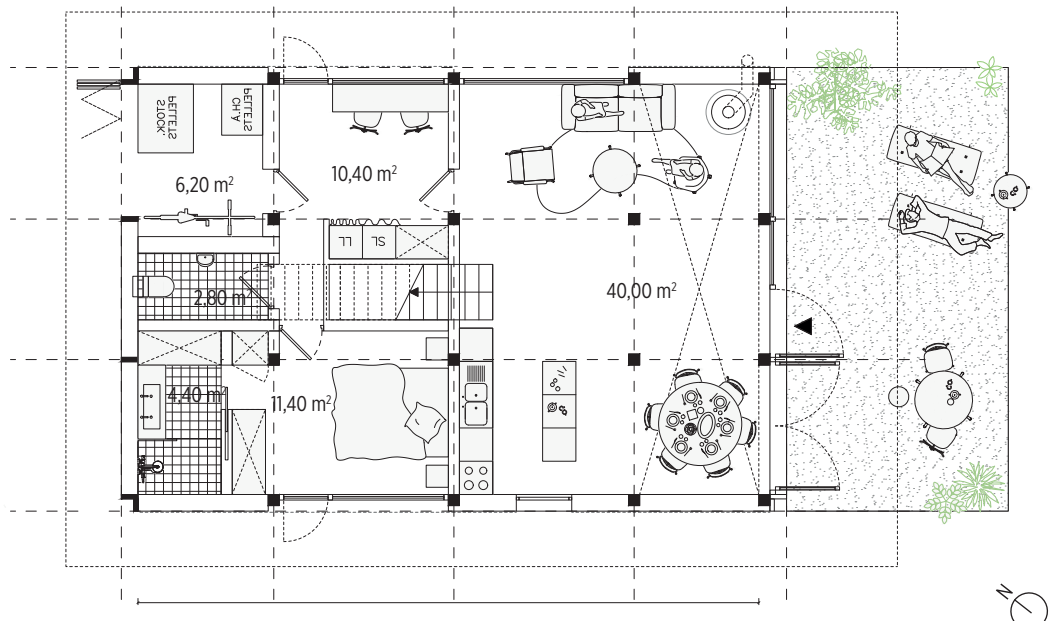 PELLETS
STOCK.
PELLETS
CH À
6,20 m²
10,40 m²
LL
SL
2,80 m²
40,00 m²
4,40 m²
11,40 m²
N